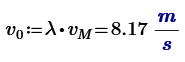 v₀ := λ • v_M = 8.17 m/s